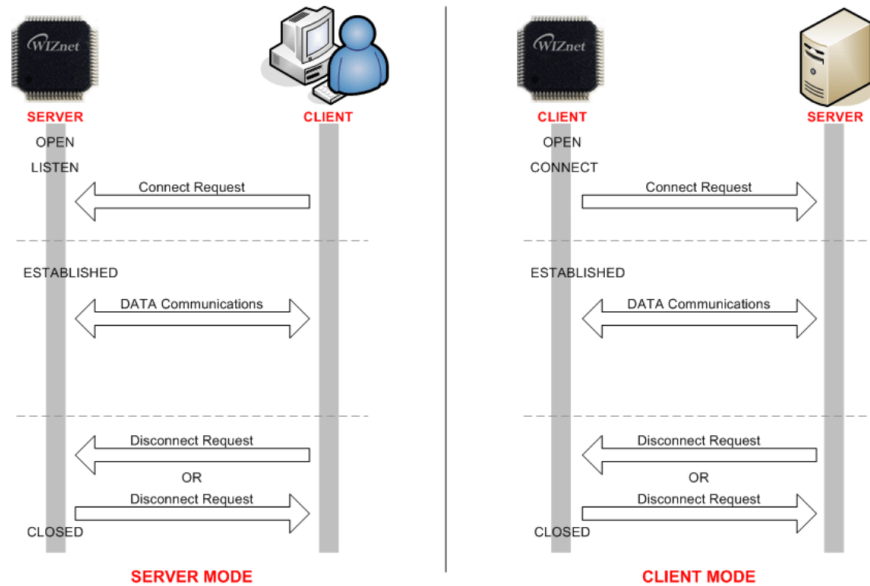 WIZnet
SERVER
CLIENT
OPEN
LISTEN
Connect Request
ESTABLISHED
DATA Communications
Disconnect Request
OR
Disconnect Request
CLOSED
SERVER MODE
WIZnet
CLIENT
SERVER
OPEN
CONNECT
Connect Request
ESTABLISHED
DATA Communications
Disconnect Request
OR
Disconnect Request
CLOSED
CLIENT MODE